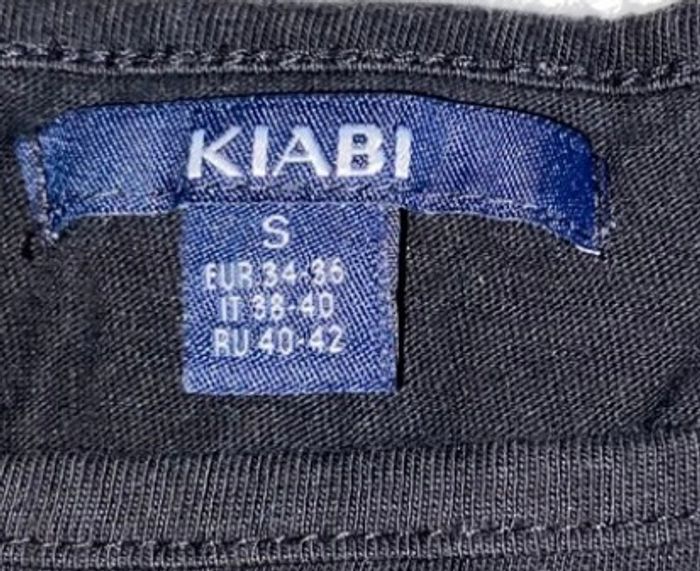 KIABI
S
EUR 34-36
IT 38-40
RU 40-42